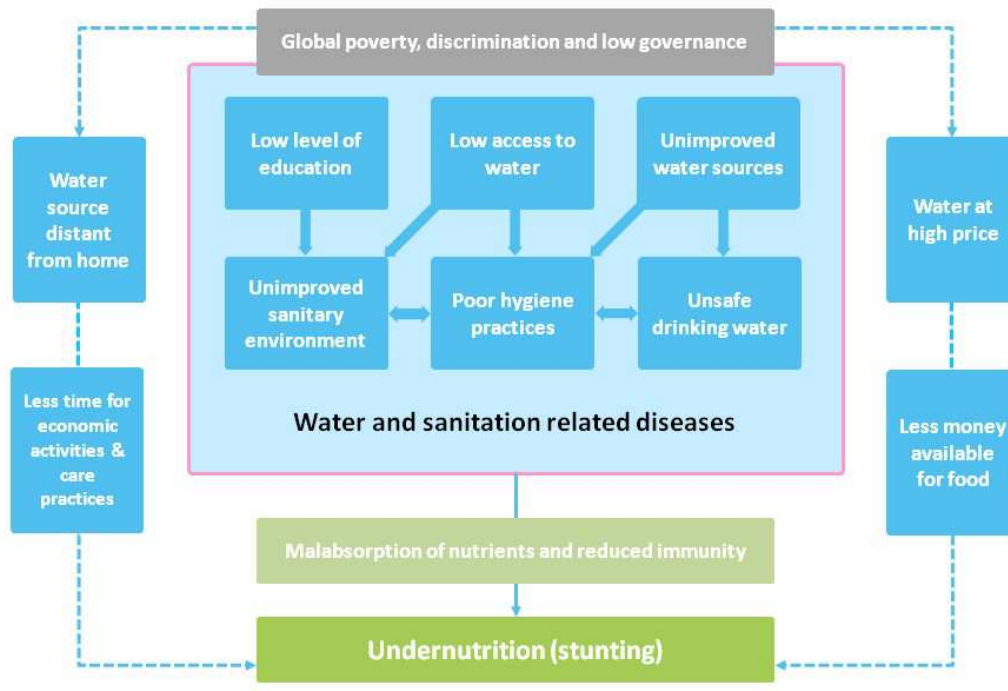 Global poverty, discrimination and low governance
Low level of
education
Low access to
water
Unimproved
water sources
Water
source
distant
from home
Water at
high price
Unimproved
sanitary
environment
Poor hygiene
practices
Unsafe
drinking water
Less time for
economic
activities &
care
practices
Water and sanitation related diseases
Less money
available
for food
Malabsorption of nutrients and reduced immunity
Undernutrition (stunting)